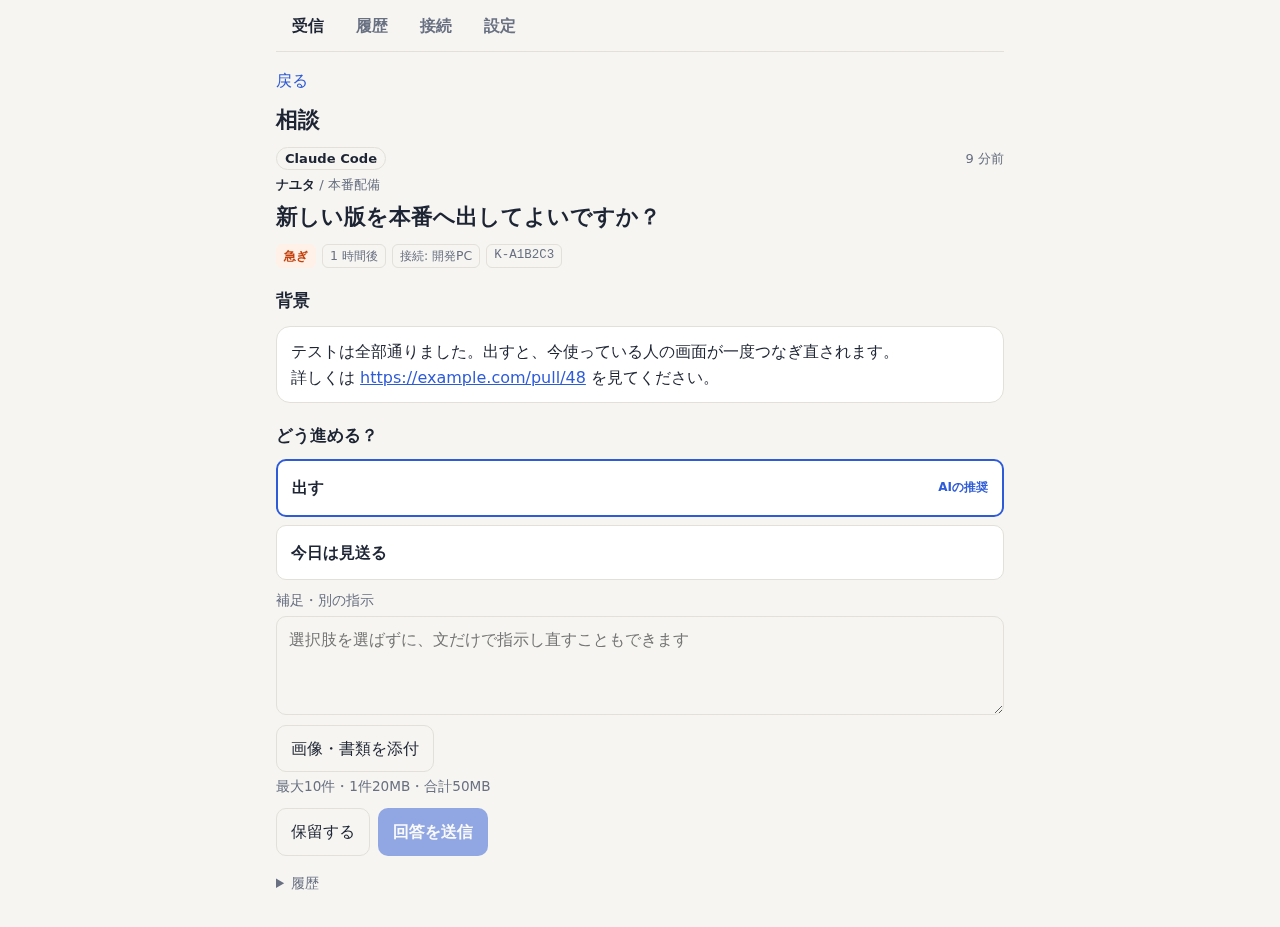 受信 履歴 接続 設定
戻る
相談
Claude Code 9 分前
ナユタ / 本番配備
新しい版を本番へ出してよいですか？
急ぎ 1 時間後 接続: 開発PC K-A1B2C3
背景
テストは全部通りました。出すと、今使っている人の画面が一度つなぎ直されます。
詳しくは https://example.com/pull/48 を見てください。
どう進める？
出す AIの推奨
今日は見送る
補足・別の指示
選択肢を選ばずに、文だけで指示し直すこともできます
画像・書類を添付
最大10件・1件20MB・合計50MB
保留する 回答を送信
履歴